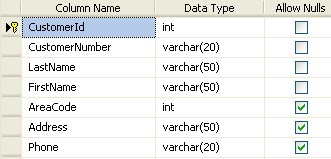 Column Name Data Type Allow Nulls
CustomerId int
CustomerNumber varchar(20)
LastName varchar(50)
FirstName varchar(50)
AreaCode int
Address varchar(50)
Phone varchar(20)